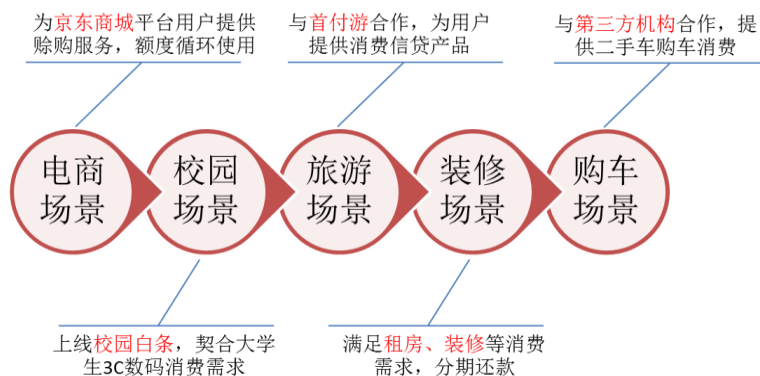 为京东商城平台用户提供
赊购服务，额度循环使用
与首付游合作，为用户
提供消费信贷产品
与第三方机构合作，提
供二手车购车消费
电商
场景
校园
场景
旅游
场景
装修
场景
购车
场景
上线校园白条，契合大学
生3C数码消费需求
满足租房、装修等消费
需求，分期还款